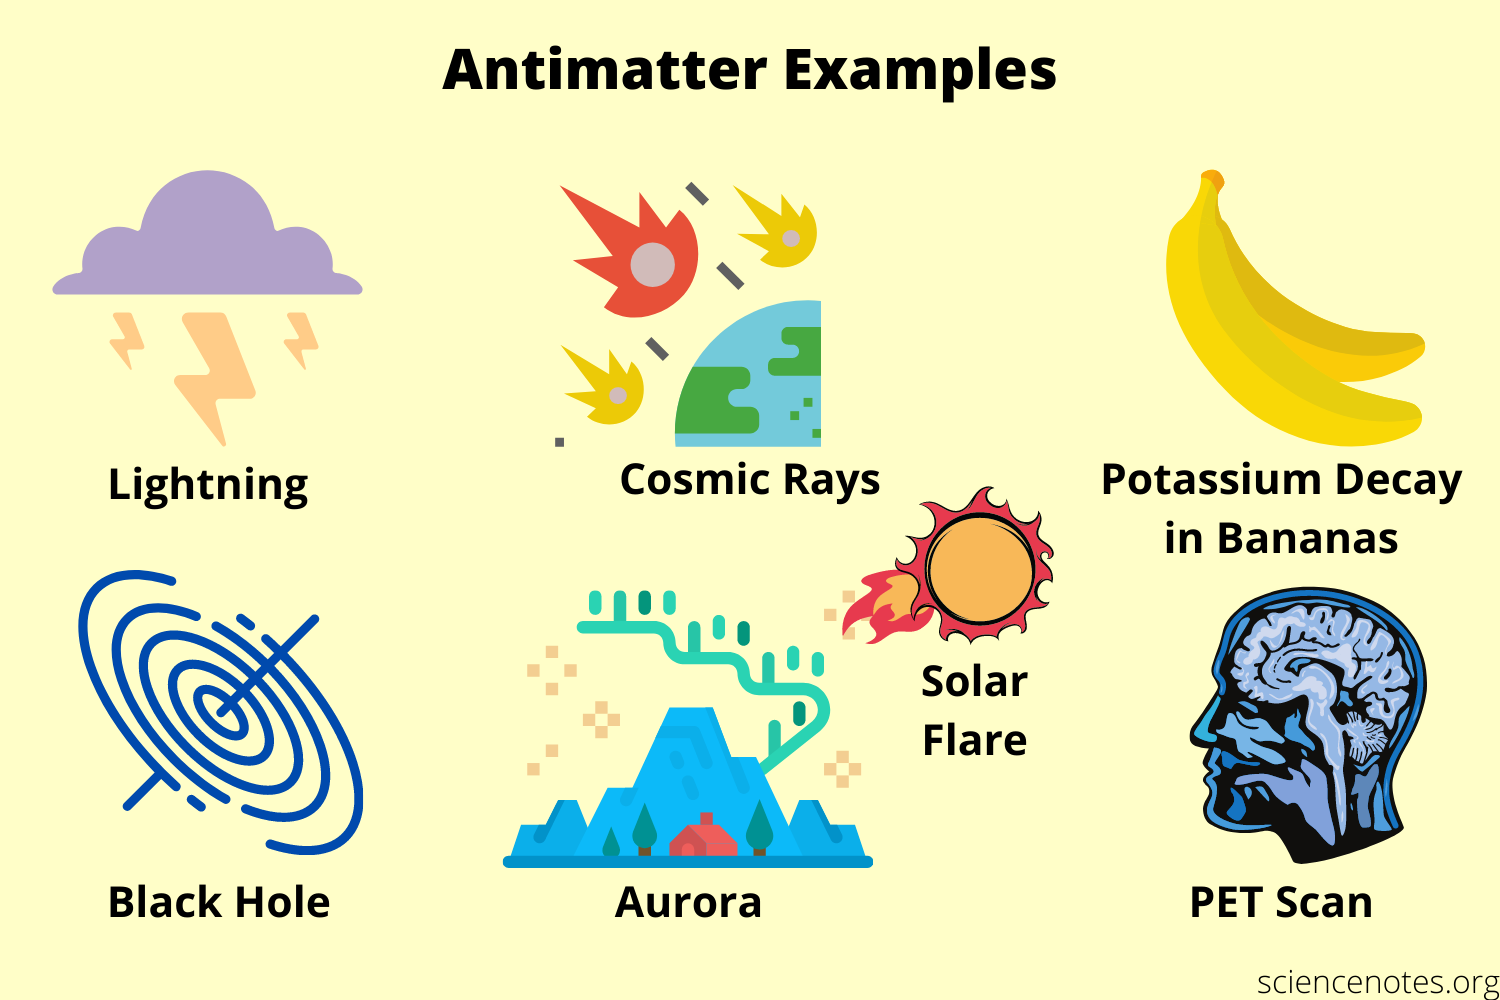 Antimatter Examples
Lightning
Cosmic Rays
Potassium Decay
in Bananas
Solar
Flare
Black Hole
Aurora
PET Scan
sciencenotes.org